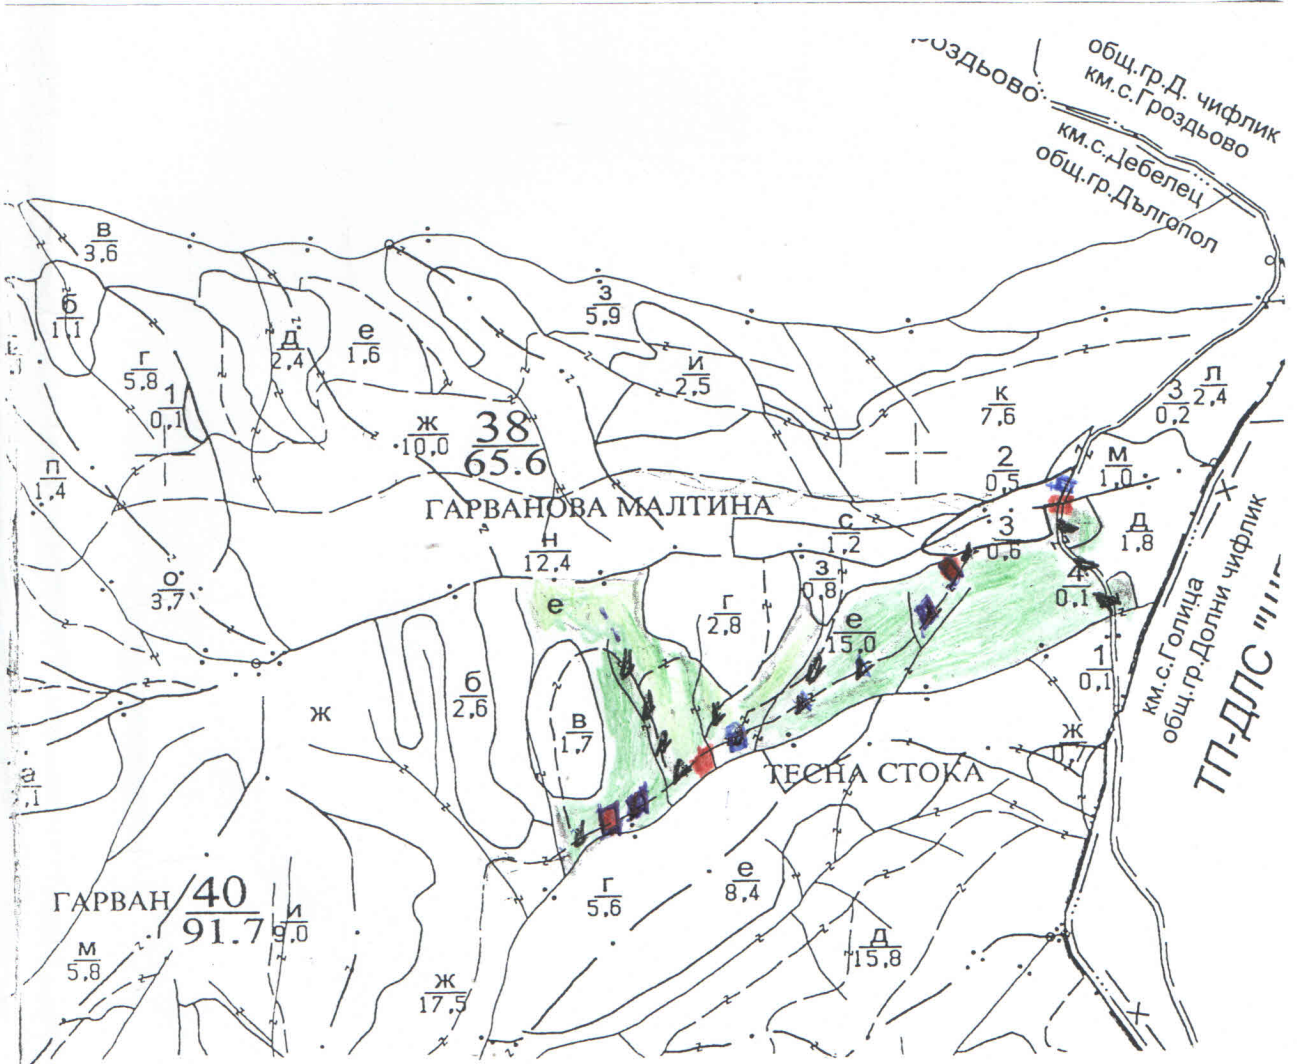 общ.гр.Д. чифлик
км.с.Гроздьово
км.с.Дебелец
общ.гр.Дългопол
в
3,6
б
1,1
г
5,8
1
0,1
д
2,4
е
1,6
з
5,9
и
2,5
к
7,6
3
0,2
л
2,4
ж
10,0
38
65.6
2
0,5
м
1,0
п
1,4
ГАРВАНОВА МАЛТИНА
с
1,2
3
0,6
д
1,8
н
12,4
о
3,7
з
0,8
4
0,1
е
г
2,8
е
15,0
км.с.Голица
общ.гр.Долни чифлик
ТП-ДЛС
б
2,6
ж
в
1,7
1
0,1
ж
а
ТЕСНА СТОКА
ГАРВАН
40
91.7
и
9,0
г
5,6
е
8,4
м
5,8
ж
17,5
д
15,8